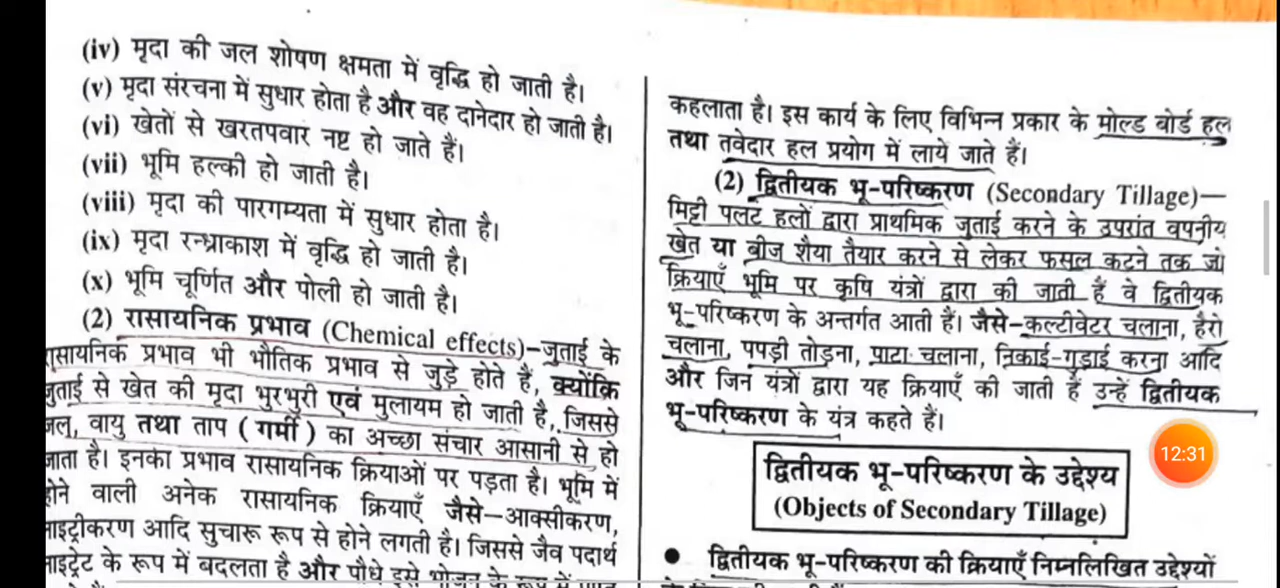 (iv) मृदा की जल शोषण क्षमता में वृद्धि हो जाती है।
(v) मृदा संरचना में सुधार होता है और वह दानेदार हो जाती है।
(vi) खेतों से खरतपवार नष्ट हो जाते हैं।
(vii) भूमि हल्की हो जाती है।
(viii) मृदा की पारगम्यता में सुधार होता है।
(ix) मृदा रन्ध्राकाश में वृद्धि हो जाती है।
(x) भूमि चूर्णित और पोली हो जाती है।
(2) रासायनिक प्रभाव (Chemical effects)–जुताई के
रासायनिक प्रभाव भी भौतिक प्रभाव से जुड़े होते हैं, क्योंकि
जुताई से खेत की मृदा भुरभुरी एवं मुलायम हो जाती है, जिससे
जल, वायु तथा ताप (गर्मी) का अच्छा संचार आसानी से हो
जाता है। इनका प्रभाव रासायनिक क्रियाओं पर पड़ता है। भूमि में
होने वाली अनेक रासायनिक क्रियाएँ जैसे–आक्सीकरण,
नाइट्रीकरण आदि सुचारू रूप से होने लगती है। जिससे जैव पदार्थ
नाइट्रेट के रूप में बदलता है और पौधे इसे भोजन के रूप में
कहलाता है। इस कार्य के लिए विभिन्न प्रकार के मोल्ड बोर्ड हल
तथा तवेदार हल प्रयोग में लाये जाते हैं।
(2) द्वितीयक भू-परिष्करण (Secondary Tillage)—
मिट्टी पलट हलों द्वारा प्राथमिक जुताई करने के उपरांत वपनीय
खेत या बीज शैया तैयार करने से लेकर फसल कटने तक जो
क्रियाएँ भूमि पर कृषि यंत्रों द्वारा की जाती हैं वे द्वितीयक
भू-परिष्करण के अन्तर्गत आती हैं। जैसे–कल्टीवेटर चलाना, हैरो
चलाना, पपड़ी तोड़ना, पाटा चलाना, निकाई-गुड़ाई करना आदि
और जिन यंत्रों द्वारा यह क्रियाएँ की जाती हैं उन्हें द्वितीयक
भू-परिष्करण के यंत्र कहते हैं।
12:31
द्वितीयक भू-परिष्करण के उद्देश्य
(Objects of Secondary Tillage)
● द्वितीयक भू-परिष्करण की क्रियाएँ निम्नलिखित उद्देश्यों